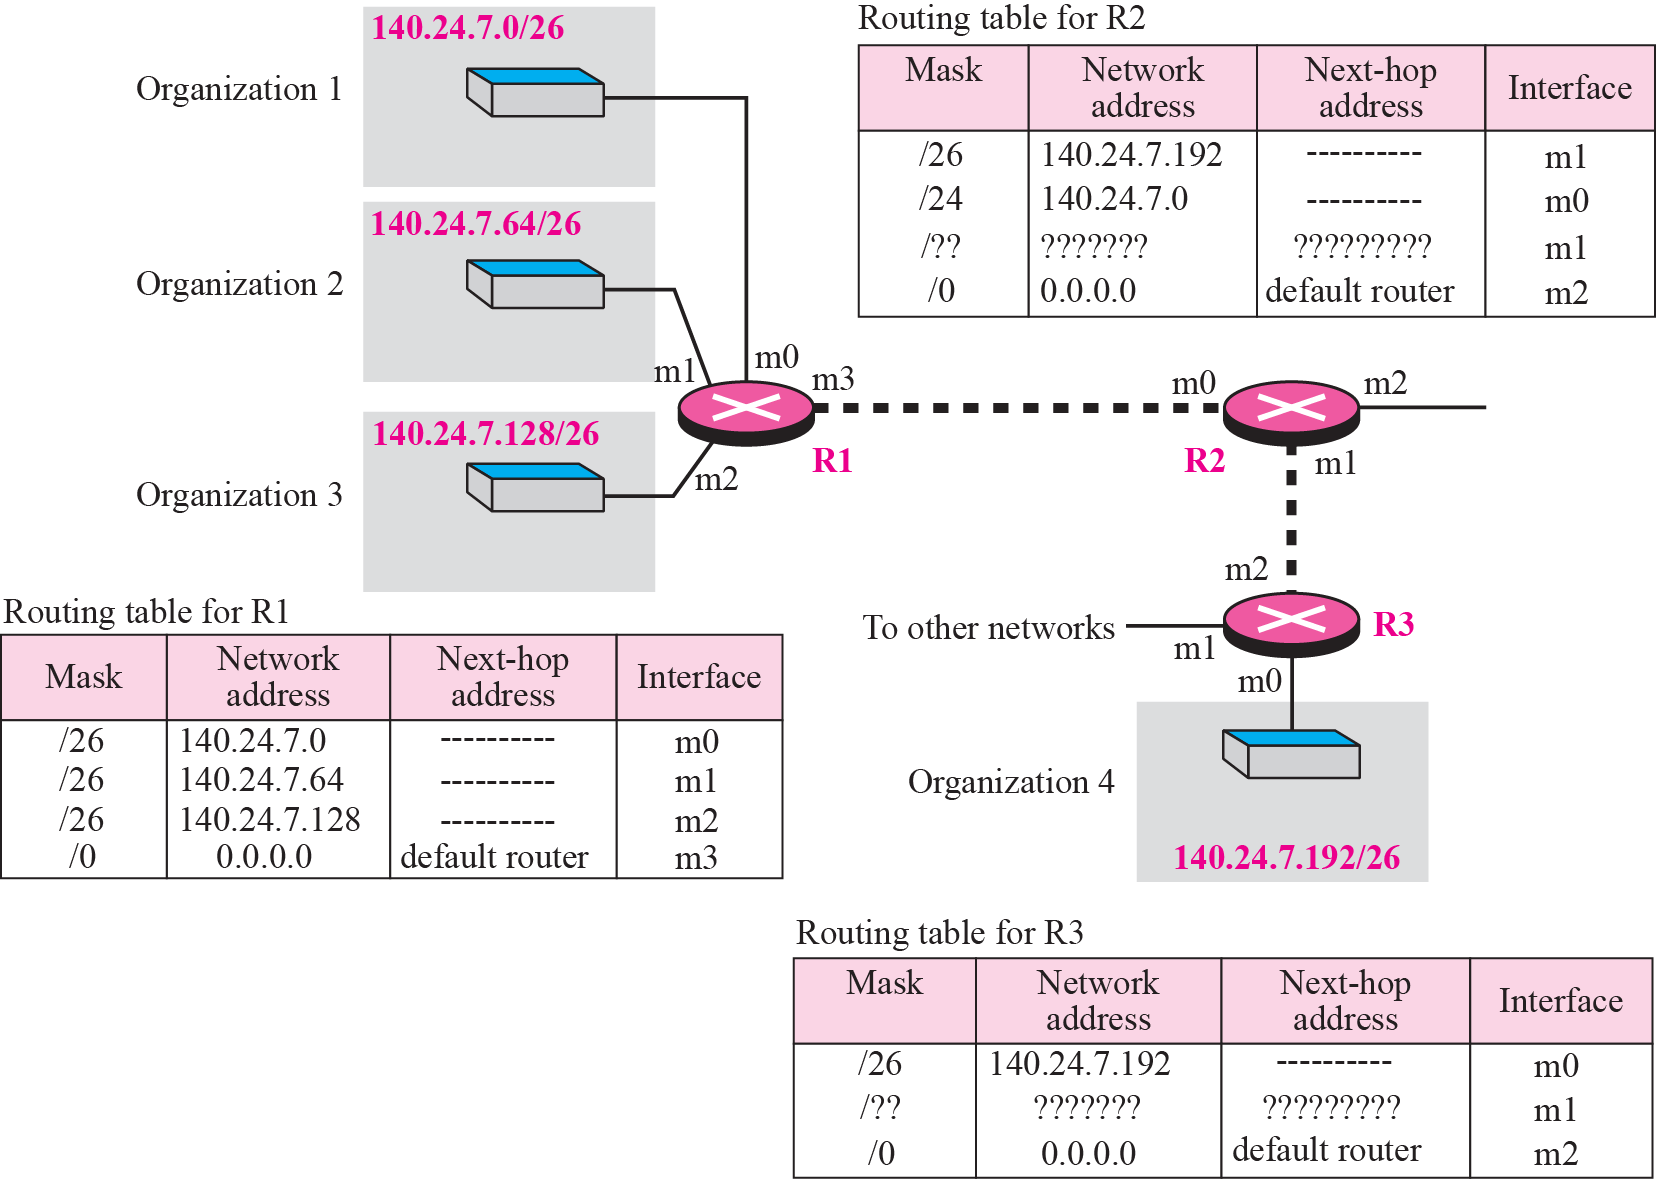 140.24.7.0/26
Organization 1
140.24.7.64/26
Organization 2
140.24.7.128/26
Organization 3
m0
m1
m2
m3
R1
m0
m2
R2
m1
m2
To other networks
m1
R3
m0
Organization 4
140.24.7.192/26
Routing table for R2
Mask Network address Next-hop address Interface
/26 140.24.7.192 ---------- m1
/24 140.24.7.0 ---------- m0
/?? ??????? ????????? m1
/0 0.0.0.0 default router m2
Routing table for R1
Mask Network address Next-hop address Interface
/26 140.24.7.0 ---------- m0
/26 140.24.7.64 ---------- m1
/26 140.24.7.128 ---------- m2
/0 0.0.0.0 default router m3
Routing table for R3
Mask Network address Next-hop address Interface
/26 140.24.7.192 ---------- m0
/?? ??????? ????????? m1
/0 0.0.0.0 default router m2